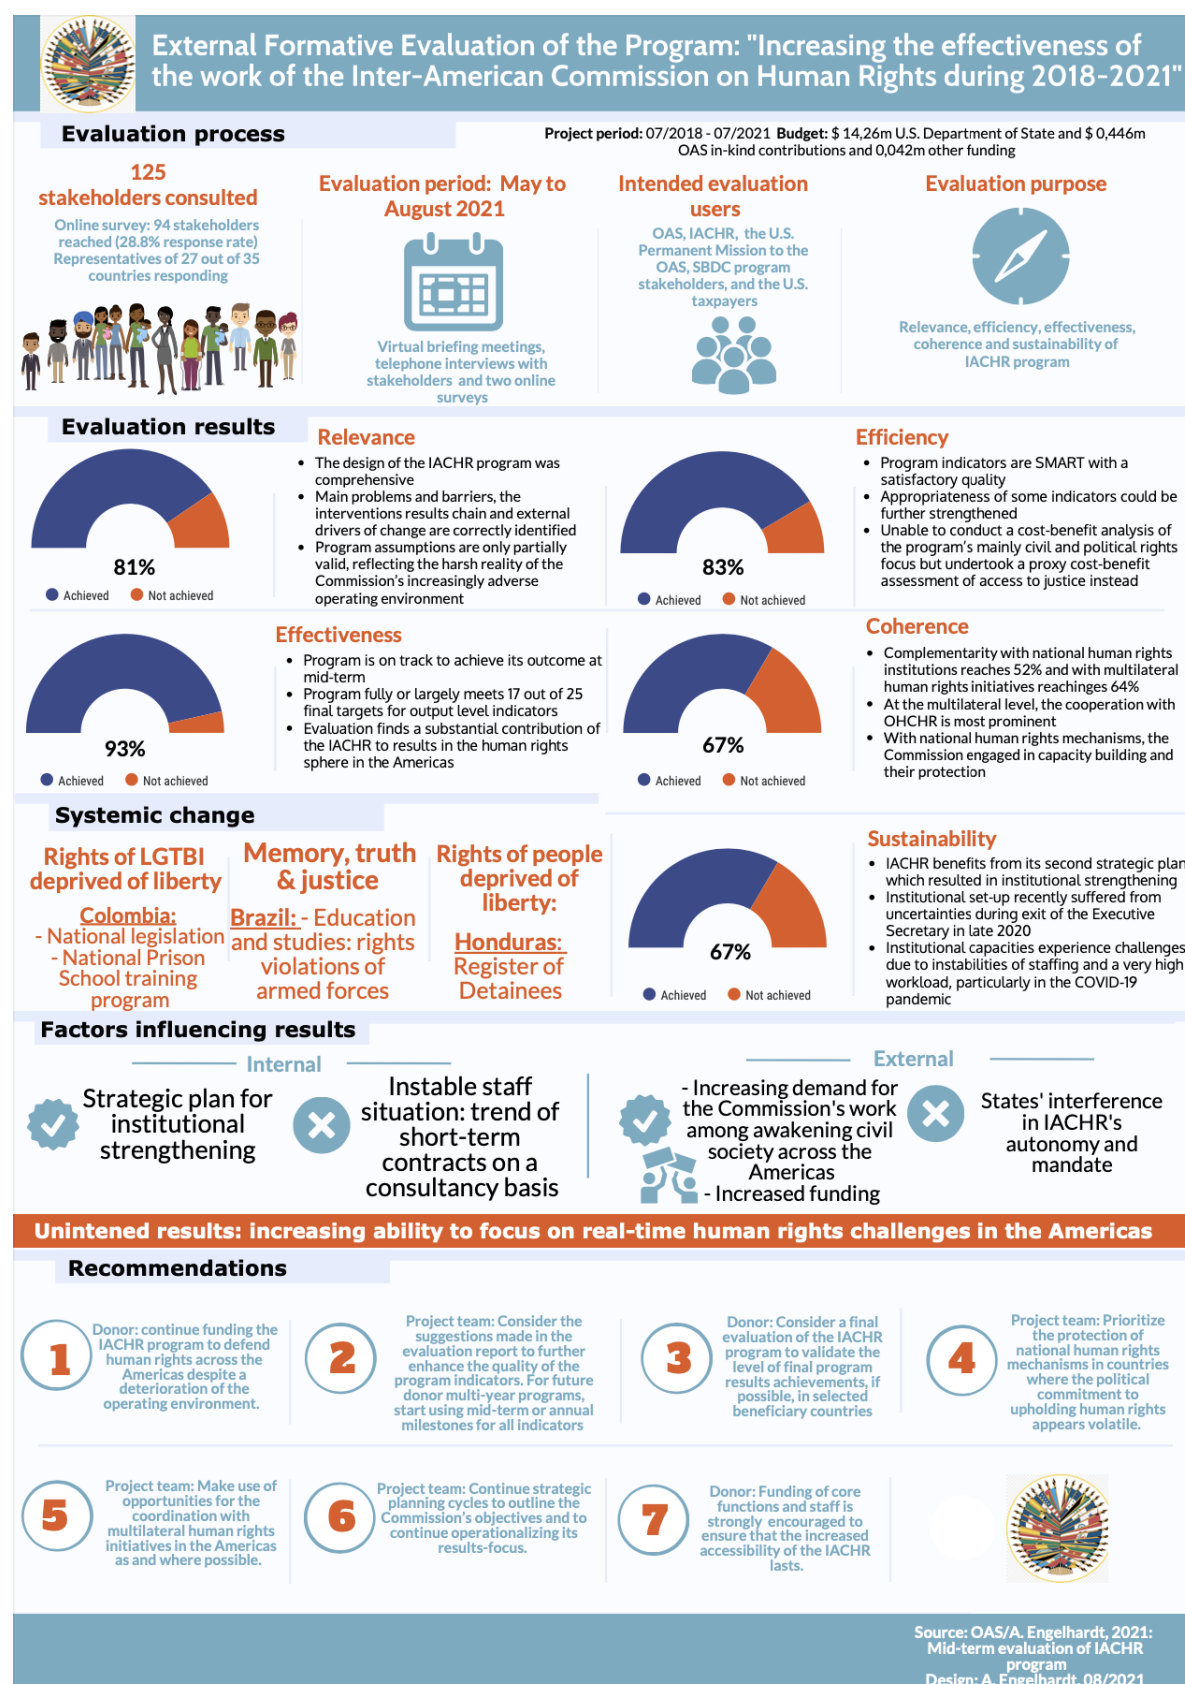 External Formative Evaluation of the Program: "Increasing the effectiveness of
the work of the Inter-American Commission on Human Rights during 2018-2021"
Evaluation process
Project period: 07/2018 - 07/2021 Budget: $ 14,26m U.S. Department of State and $ 0,446m
OAS in-kind contributions and 0,042m other funding
125
stakeholders consulted
Online survey: 94 stakeholders
reached (28.8% response rate)
Representatives of 27 out of 35
countries responding
Evaluation period: May to
August 2021
Virtual briefing meetings,
telephone interviews with
stakeholders and two online
surveys
Intended evaluation
users
OAS, IACHR, the U.S.
Permanent Mission to the
OAS, SBDC program
stakeholders, and the U.S.
taxpayers
Evaluation purpose
Relevance, efficiency, effectiveness,
coherence and sustainability of
IACHR program
Evaluation results
81%
Achieved Not achieved
Relevance
• The design of the IACHR program was
comprehensive
• Main problems and barriers, the
interventions results chain and external
drivers of change are correctly identified
• Program assumptions are only partially
valid, reflecting the harsh reality of the
Commission's increasingly adverse
operating environment
83%
Achieved Not achieved
Efficiency
• Program indicators are SMART with a
satisfactory quality
• Appropriateness of some indicators could be
further strengthened
• Unable to conduct a cost-benefit analysis of
the program's mainly civil and political rights
focus but undertook a proxy cost-benefit
assessment of access to justice instead
93%
Achieved Not achieved
Effectiveness
• Program is on track to achieve its outcome at
mid-term
• Program fully or largely meets 17 out of 25
final targets for output level indicators
• Evaluation finds a substantial contribution of
the IACHR to results in the human rights
sphere in the Americas
67%
Achieved Not achieved
Coherence
• Complementarity with national human rights
institutions reaches 52% and with multilateral
human rights initiatives reachinges 64%
• At the multilateral level, the cooperation with
OHCHR is most prominent
• With national human rights mechanisms, the
Commission engaged in capacity building and
their protection
Systemic change
Rights of LGTBI
deprived of liberty
Colombia:
- National legislation
- National Prison
School training
program
Memory, truth
& justice
Brazil: - Education
and studies: rights
violations of
armed forces
Rights of people
deprived of
liberty:
Honduras:
Register of
Detainees
67%
Achieved Not achieved
Sustainability
• IACHR benefits from its second strategic plan
which resulted in institutional strengthening
• Institutional set-up recently suffered from
uncertainties during exit of the Executive
Secretary in late 2020
• Institutional capacities experience challenges
due to instabilities of staffing and a very high
workload, particularly in the COVID-19
pandemic
Factors influencing results
Internal
Strategic plan for
institutional
strengthening
Instable staff
situation: trend of
short-term
contracts on a
consultancy basis
External
- Increasing demand for
the Commission's work
among awakening civil
society across the
Americas
- Increased funding
States' interference
in IACHR's
autonomy and
mandate
Unintened results: increasing ability to focus on real-time human rights challenges in the Americas
Recommendations
1
Donor: continue funding the
IACHR program to defend
human rights across the
Americas despite a
deterioration of the
operating environment.
2
Project team: Consider the
suggestions made in the
evaluation report to further
enhance the quality of the
program indicators. For future
donor multi-year programs,
start using mid-term or annual
milestones for all indicators
3
Donor: Consider a final
evaluation of the IACHR
program to validate the
level of final program
results achievements, if
possible, in selected
beneficiary countries
4
Project team: Prioritize
the protection of
national human rights
mechanisms in countries
where the political
commitment to
upholding human rights
appears volatile.
5
Project team: Make use of
opportunities for the
coordination with
multilateral human rights
initiatives in the Americas
as and where possible.
6
Project team: Continue strategic
planning cycles to outline the
Commission's objectives and to
continue operationalizing its
results-focus.
7
Donor: Funding of core
functions and staff is
strongly encouraged to
ensure that the increased
accessibility of the IACHR
lasts.
Source: OAS/A. Engelhardt, 2021:
Mid-term evaluation of IACHR
program
Design: A. Engelhardt, 08/2021